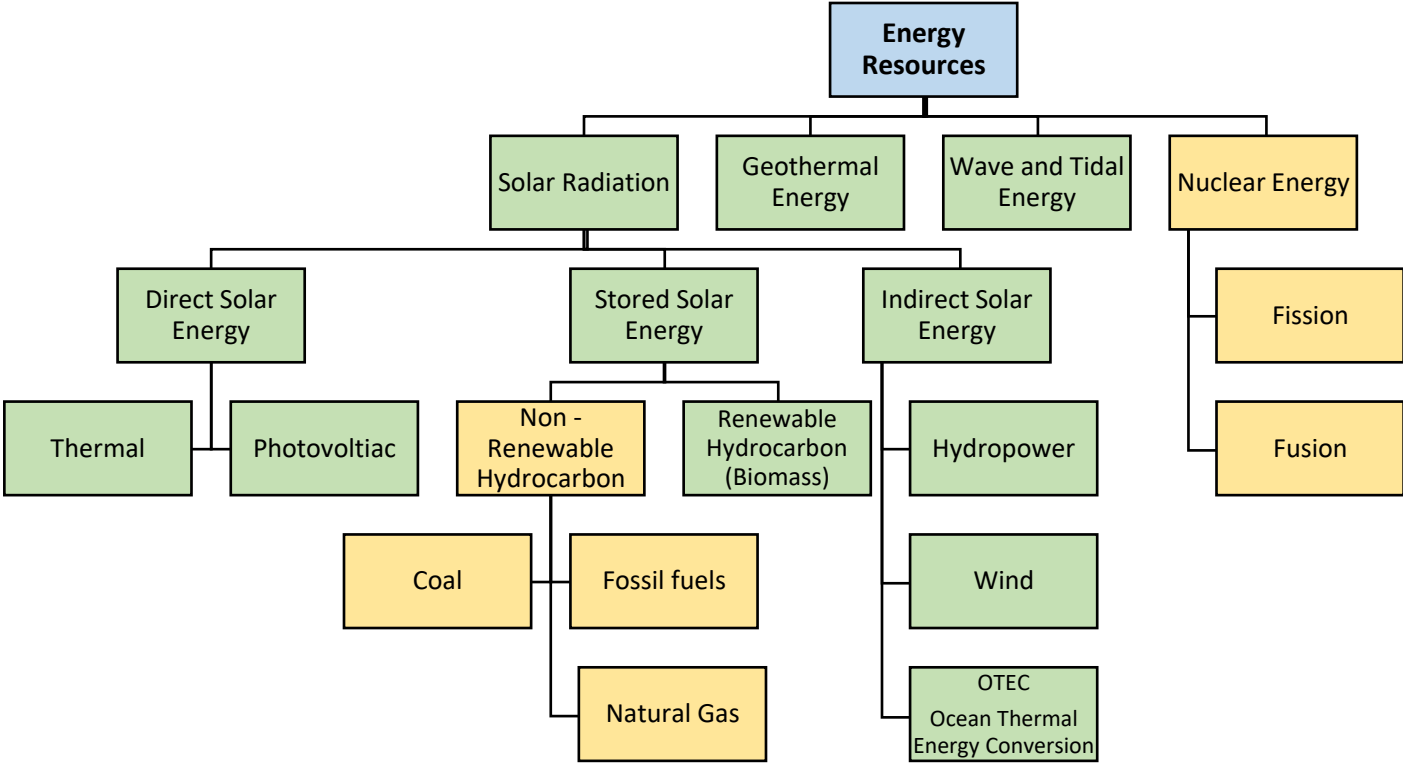 Energy
Resources
Solar Radiation
Geothermal
Energy
Wave and Tidal
Energy
Nuclear Energy
Direct Solar
Energy
Stored Solar
Energy
Indirect Solar
Energy
Fission
Thermal
Photovoltiac
Non -
Renewable
Hydrocarbon
Renewable
Hydrocarbon
(Biomass)
Hydropower
Fusion
Coal
Fossil fuels
Wind
Natural Gas
OTEC
Ocean Thermal
Energy Conversion